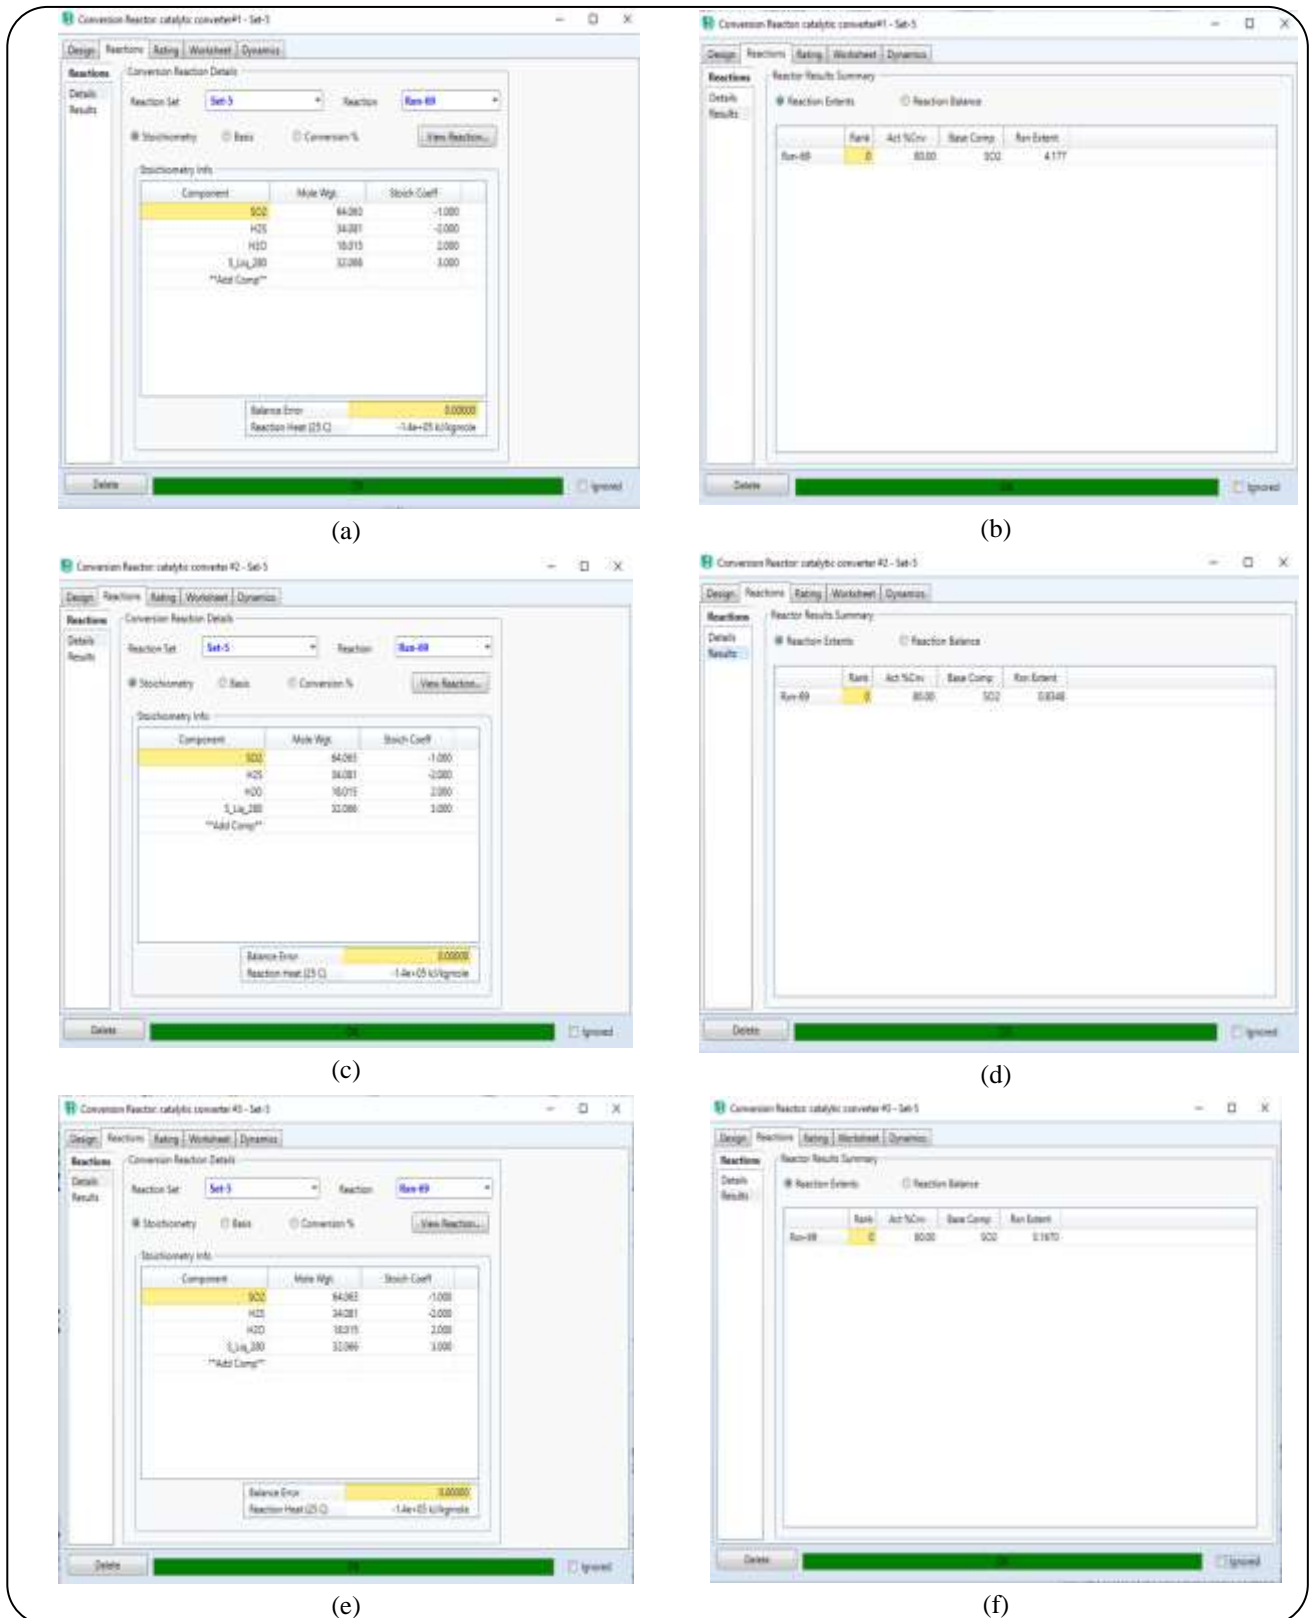 Conversion Reactor: catalytic converter#1 - Set-5
Design Reactions Rating Worksheet Dynamics
Reactions
Details
Results
Conversion Reaction Details
Reaction Set Set-5 Reaction Rxn-69
Stoichiometry Basis Conversion % View Reaction...
Stoichiometry Info
Component Mole Wgt. Stoich Coeff
SO2 64.063 -1.000
H2S 34.081 -2.000
H2O 18.015 2.000
S_Liq_280 32.066 3.000
**Add Comp**
Balance Error 0.00000
Reaction Heat (25 C) -1.4e+05 kJ/kgmole
Delete OK Ignored
(a)
Conversion Reactor: catalytic converter#1 - Set-5
Design Reactions Rating Worksheet Dynamics
Reactions
Details
Results
Reactor Results Summary
Reaction Extents Reaction Balance
Rank Act %Cnv Base Comp Rxn Extent
Rxn-69 0 80.00 SO2 4.177
Delete OK Ignored
(b)
Conversion Reactor: catalytic converter #2 - Set-5
Design Reactions Rating Worksheet Dynamics
Reactions
Details
Results
Conversion Reaction Details
Reaction Set Set-5 Reaction Rxn-69
Stoichiometry Basis Conversion % View Reaction...
Stoichiometry Info
Component Mole Wgt. Stoich Coeff
SO2 64.063 -1.000
H2S 34.081 -2.000
H2O 18.015 2.000
S_Liq_280 32.066 3.000
**Add Comp**
Balance Error 0.00000
Reaction Heat (25 C) -1.4e+05 kJ/kgmole
Delete OK Ignored
(c)
Conversion Reactor: catalytic converter #2 - Set-5
Design Reactions Rating Worksheet Dynamics
Reactions
Details
Results
Reactor Results Summary
Reaction Extents Reaction Balance
Rank Act %Cnv Base Comp Rxn Extent
Rxn-69 0 80.00 SO2 0.8348
Delete OK Ignored
(d)
Conversion Reactor: catalytic converter #3 - Set-5
Design Reactions Rating Worksheet Dynamics
Reactions
Details
Results
Conversion Reaction Details
Reaction Set Set-5 Reaction Rxn-69
Stoichiometry Basis Conversion % View Reaction...
Stoichiometry Info
Component Mole Wgt. Stoich Coeff
SO2 64.063 -1.000
H2S 34.081 -2.000
H2O 18.015 2.000
S_Liq_280 32.066 3.000
**Add Comp**
Balance Error 0.00000
Reaction Heat (25 C) -1.4e+05 kJ/kgmole
Delete OK Ignored
(e)
Conversion Reactor: catalytic converter #3 - Set-5
Design Reactions Rating Worksheet Dynamics
Reactions
Details
Results
Reactor Results Summary
Reaction Extents Reaction Balance
Rank Act %Cnv Base Comp Rxn Extent
Rxn-69 0 80.00 SO2 0.1670
Delete OK Ignored
(f)